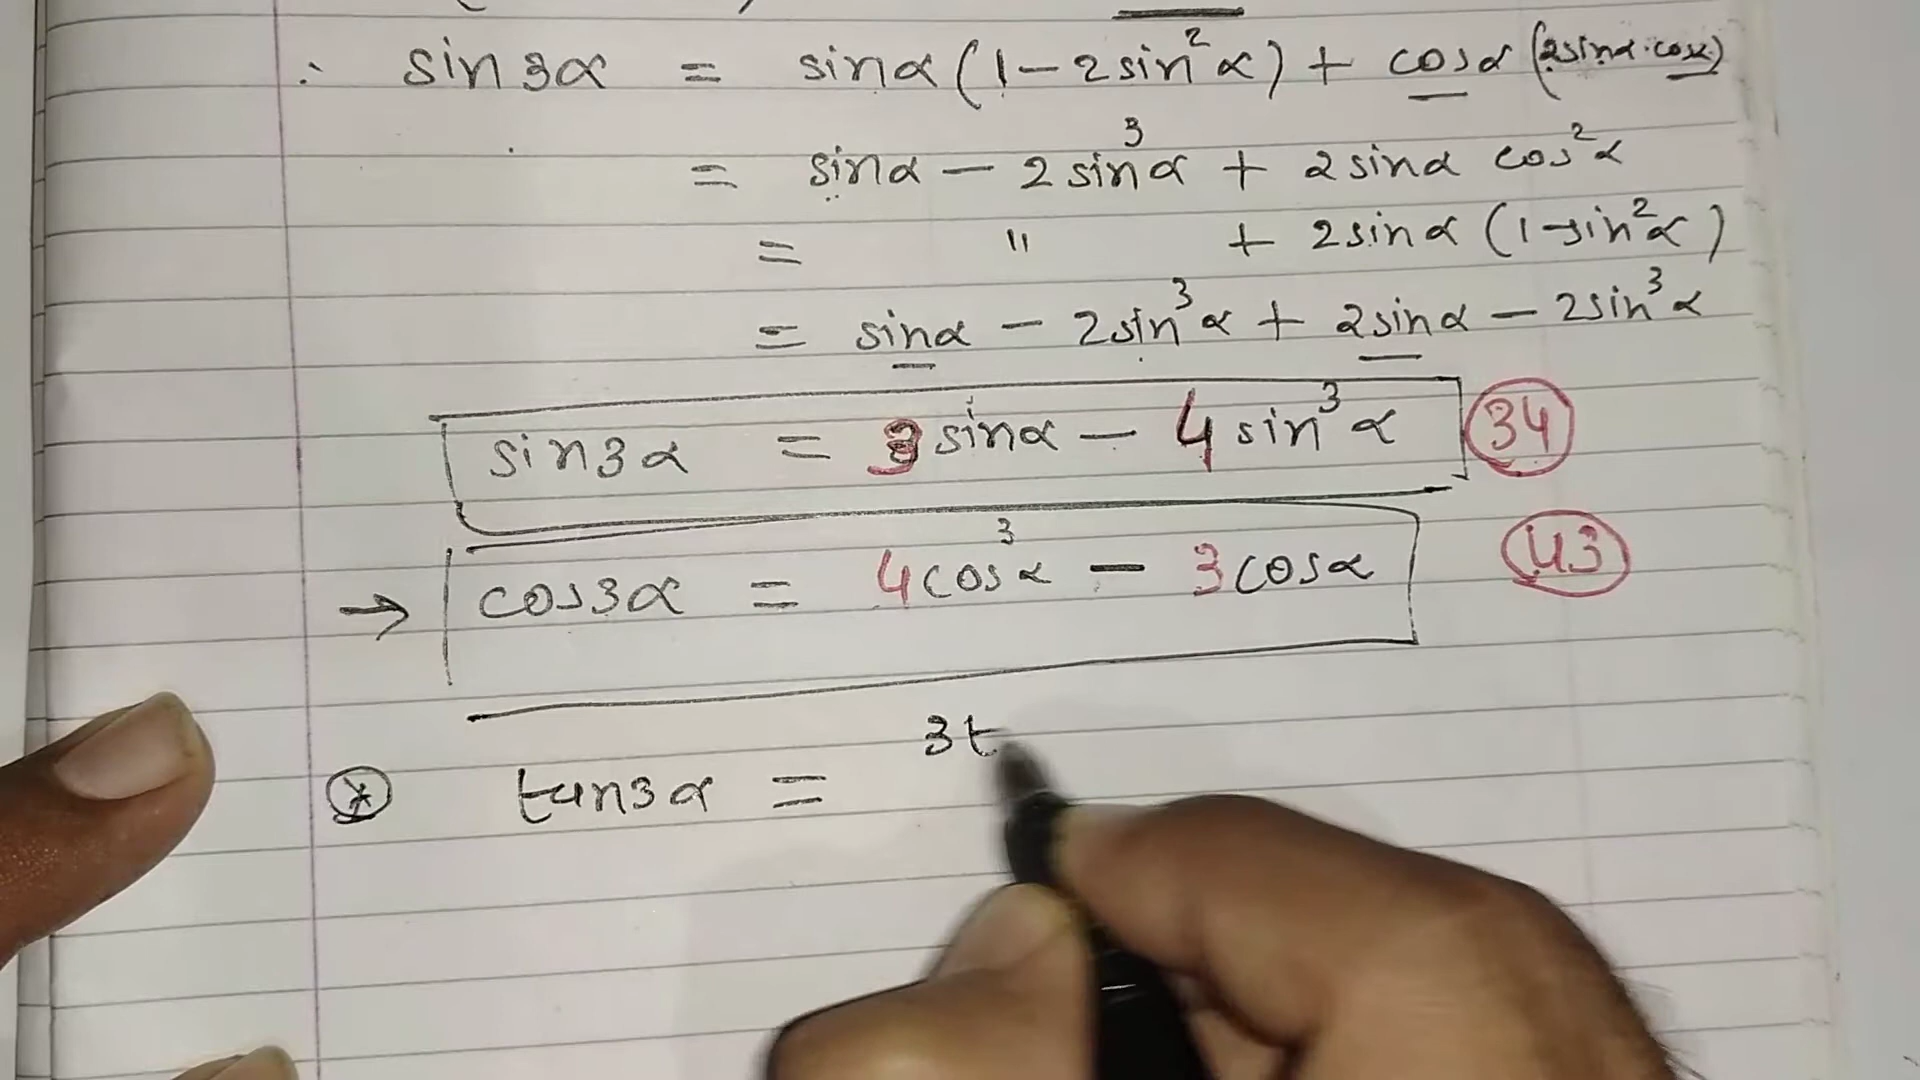 ∴ sin3α = sinα(1-2sin²α) + cosα (2sinα·cosα)
= sinα - 2sin³α + 2sinα cos²α
= " + 2sinα (1-sin²α)
= sinα - 2sin³α + 2sinα - 2sin³α
sin3α = 3sinα - 4sin³α 34
→ cos3α = 4cos³α - 3cosα 43
* tan3α = 3t